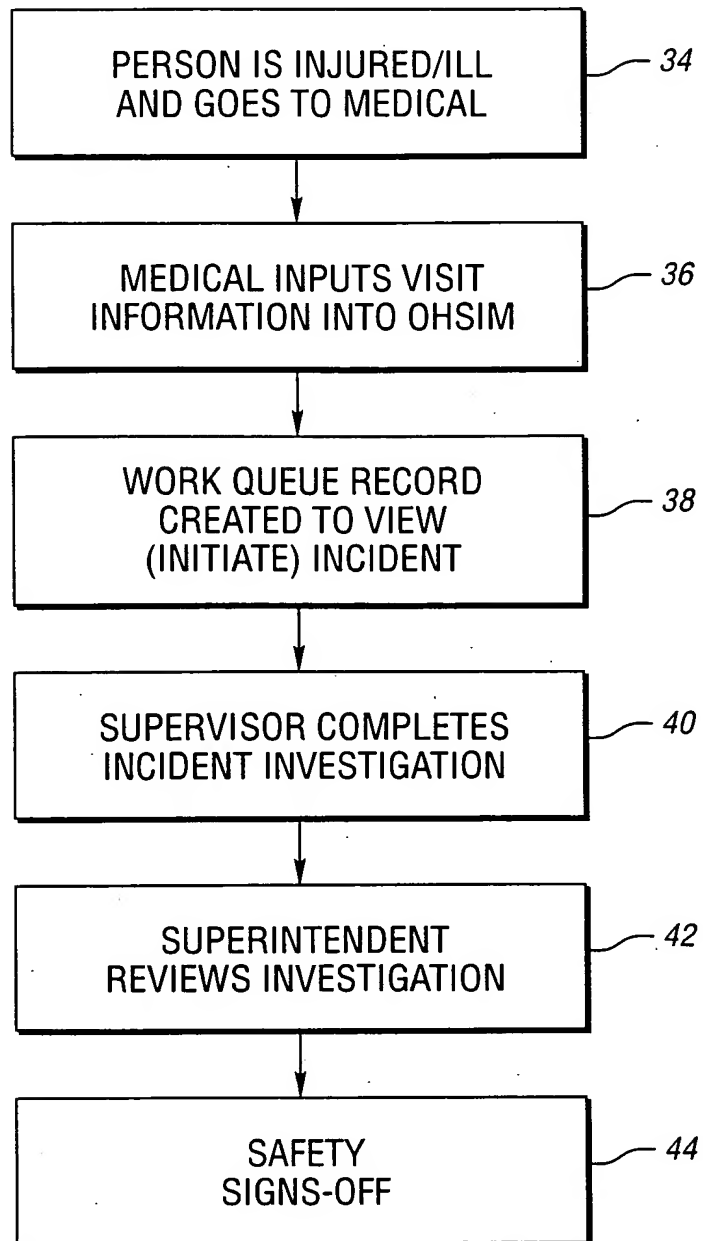 PERSON IS INJURED/ILL
AND GOES TO MEDICAL
34
MEDICAL INPUTS VISIT
INFORMATION INTO OHSIM
36
WORK QUEUE RECORD
CREATED TO VIEW
(INITIATE) INCIDENT
38
SUPERVISOR COMPLETES
INCIDENT INVESTIGATION
40
SUPERINTENDENT
REVIEWS INVESTIGATION
42
SAFETY
SIGNS-OFF
44